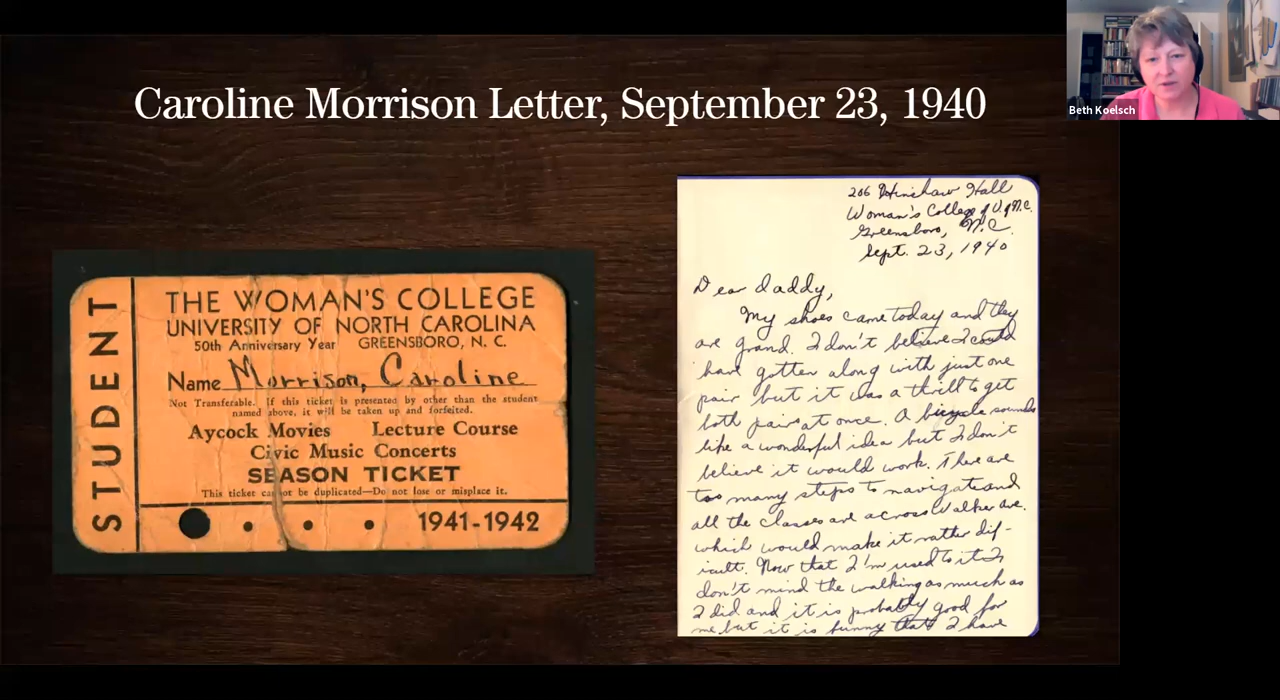 Caroline Morrison Letter, September 23, 1940
Beth Koelsch
STUDENT
THE WOMAN'S COLLEGE
UNIVERSITY OF NORTH CAROLINA
50th Anniversary Year GREENSBORO, N. C.
Name Morrison, Caroline
Not Transferable. If this ticket is presented by other than the student
named above, it will be taken up and forfeited.
Aycock Movies Lecture Course
Civic Music Concerts
SEASON TICKET
This ticket cannot be duplicated—Do not lose or misplace it.
1941-1942
206 Hinshaw Hall
Woman's College of U. of N.C.
Greensboro, N.C.
Sept. 23, 1940
Dear daddy,
My shoes came today and they
are grand. I don't believe I could
have gotten along with just one
pair but it was a thrill to get
both pairs at once. A bicycle sounds
like a wonderful idea but I don't
believe it would work. There are
too many steps to navigate and
all the classes are across Walker ave.
which would make it rather dif-
icult. Now that I'm used to it I
don't mind the walking as much as
I did and it is probably good for
me but it is funny that I have